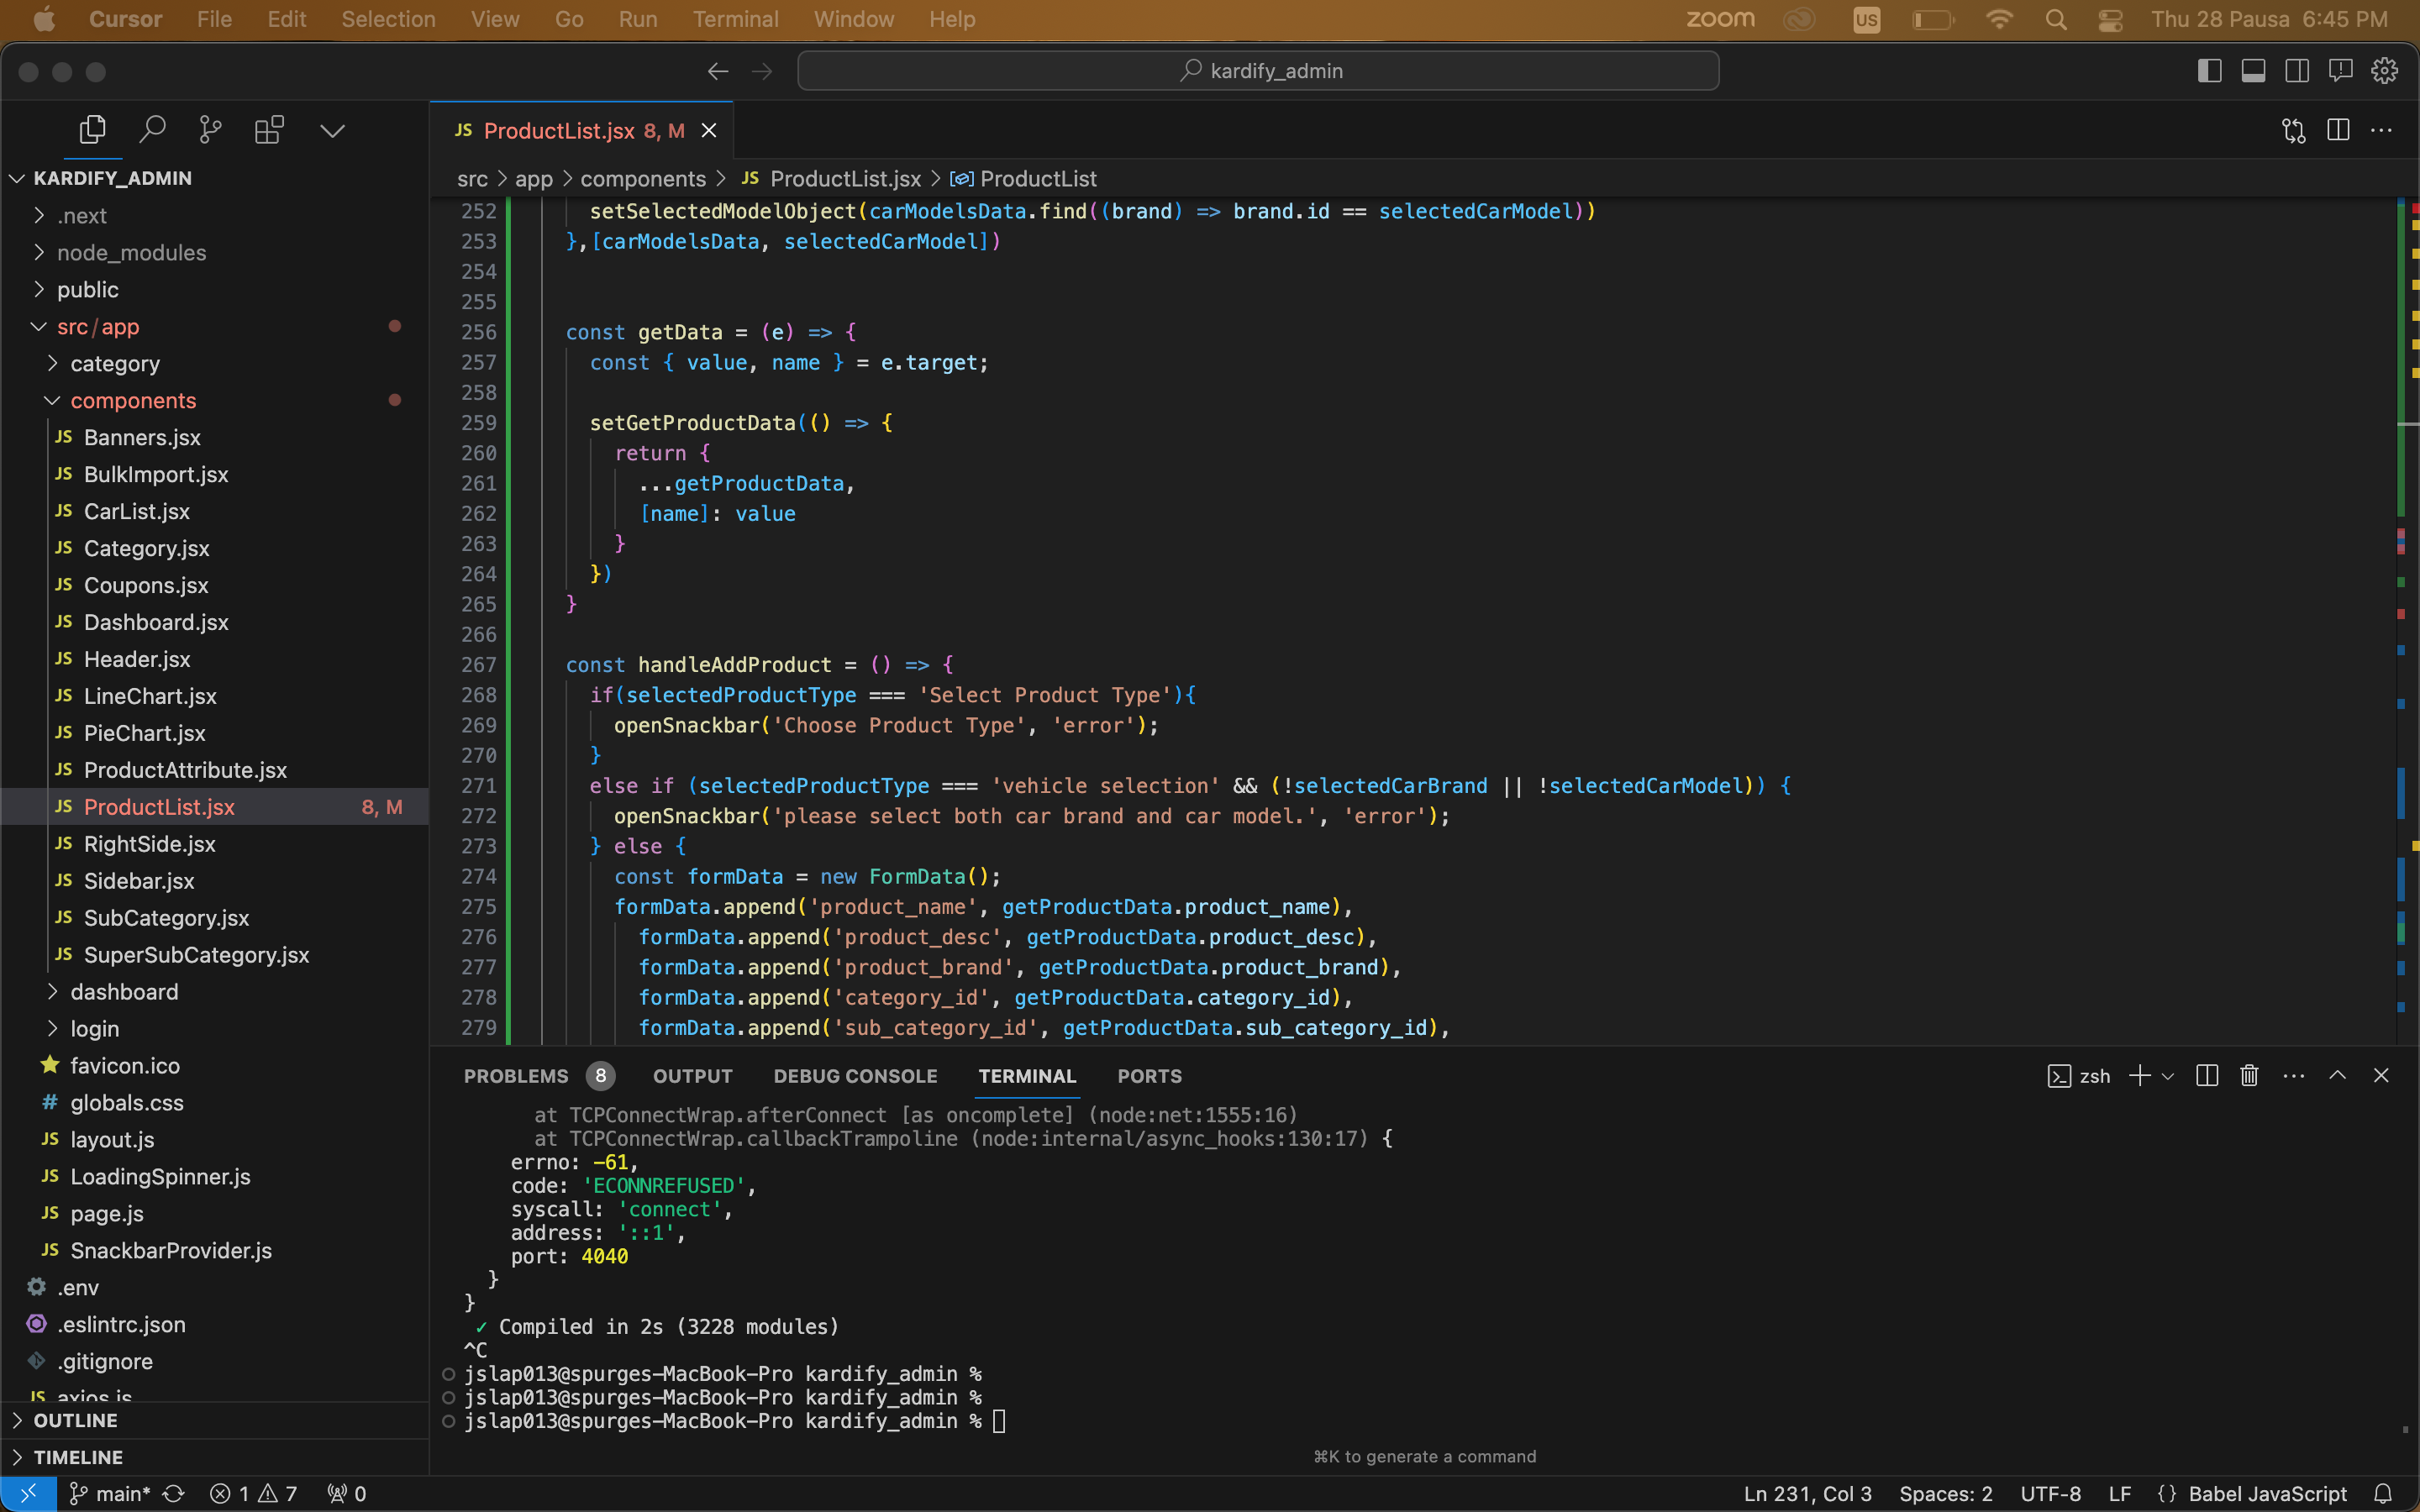 Cursor File Edit Selection View Go Run Terminal Window Help
zoom US Thu 28 Pausa 6:45 PM
kardify_admin
KARDIFY_ADMIN
.next
node_modules
public
src/app
category
components
JS Banners.jsx
JS BulkImport.jsx
JS CarList.jsx
JS Category.jsx
JS Coupons.jsx
JS Dashboard.jsx
JS Header.jsx
JS LineChart.jsx
JS PieChart.jsx
JS ProductAttribute.jsx
JS ProductList.jsx 8, M
JS RightSide.jsx
JS Sidebar.jsx
JS SubCategory.jsx
JS SuperSubCategory.jsx
dashboard
login
favicon.ico
# globals.css
JS layout.js
JS LoadingSpinner.js
JS page.js
JS SnackbarProvider.js
.env
.eslintrc.json
.gitignore
JS axios.js
OUTLINE
TIMELINE
JS ProductList.jsx 8, M
src > app > components > JS ProductList.jsx > ProductList
252 setSelectedModelObject(carModelsData.find((brand) => brand.id == selectedCarModel))
253 },[carModelsData, selectedCarModel])
254
255
256 const getData = (e) => {
257 const { value, name } = e.target;
258
259 setGetProductData(() => {
260 return {
261 ...getProductData,
262 [name]: value
263 }
264 })
265 }
266
267 const handleAddProduct = () => {
268 if(selectedProductType === 'Select Product Type'){
269 openSnackbar('Choose Product Type', 'error');
270 }
271 else if (selectedProductType === 'vehicle selection' && (!selectedCarBrand || !selectedCarModel)) {
272 openSnackbar('please select both car brand and car model.', 'error');
273 } else {
274 const formData = new FormData();
275 formData.append('product_name', getProductData.product_name),
276 formData.append('product_desc', getProductData.product_desc),
277 formData.append('product_brand', getProductData.product_brand),
278 formData.append('category_id', getProductData.category_id),
279 formData.append('sub_category_id', getProductData.sub_category_id),
PROBLEMS 8 OUTPUT DEBUG CONSOLE TERMINAL PORTS
zsh
at TCPConnectWrap.afterConnect [as oncomplete] (node:net:1555:16)
at TCPConnectWrap.callbackTrampoline (node:internal/async_hooks:130:17) {
errno: -61,
code: 'ECONNREFUSED',
syscall: 'connect',
address: '::1',
port: 4040
}
}
✓ Compiled in 2s (3228 modules)
^C
jslap013@spurges-MacBook-Pro kardify_admin %
jslap013@spurges-MacBook-Pro kardify_admin %
jslap013@spurges-MacBook-Pro kardify_admin %
⌘K to generate a command
main* 1 7 0
Ln 231, Col 3 Spaces: 2 UTF-8 LF {} Babel JavaScript